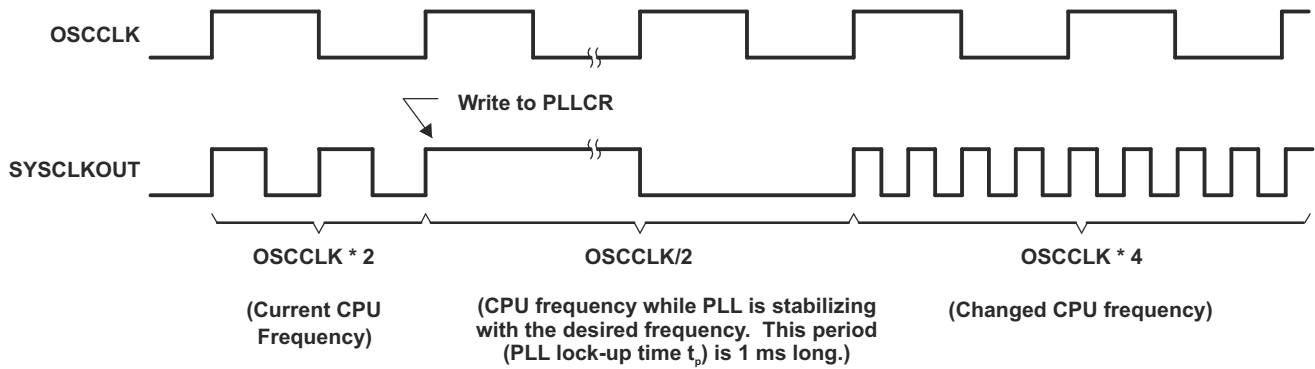 OSCCLK
Write to PLLCR
SYSCLKOUT
OSCCLK * 2
(Current CPU
Frequency)
OSCCLK/2
(CPU frequency while PLL is stabilizing
with the desired frequency. This period
(PLL lock-up time tp) is 1 ms long.)
OSCCLK * 4
(Changed CPU frequency)